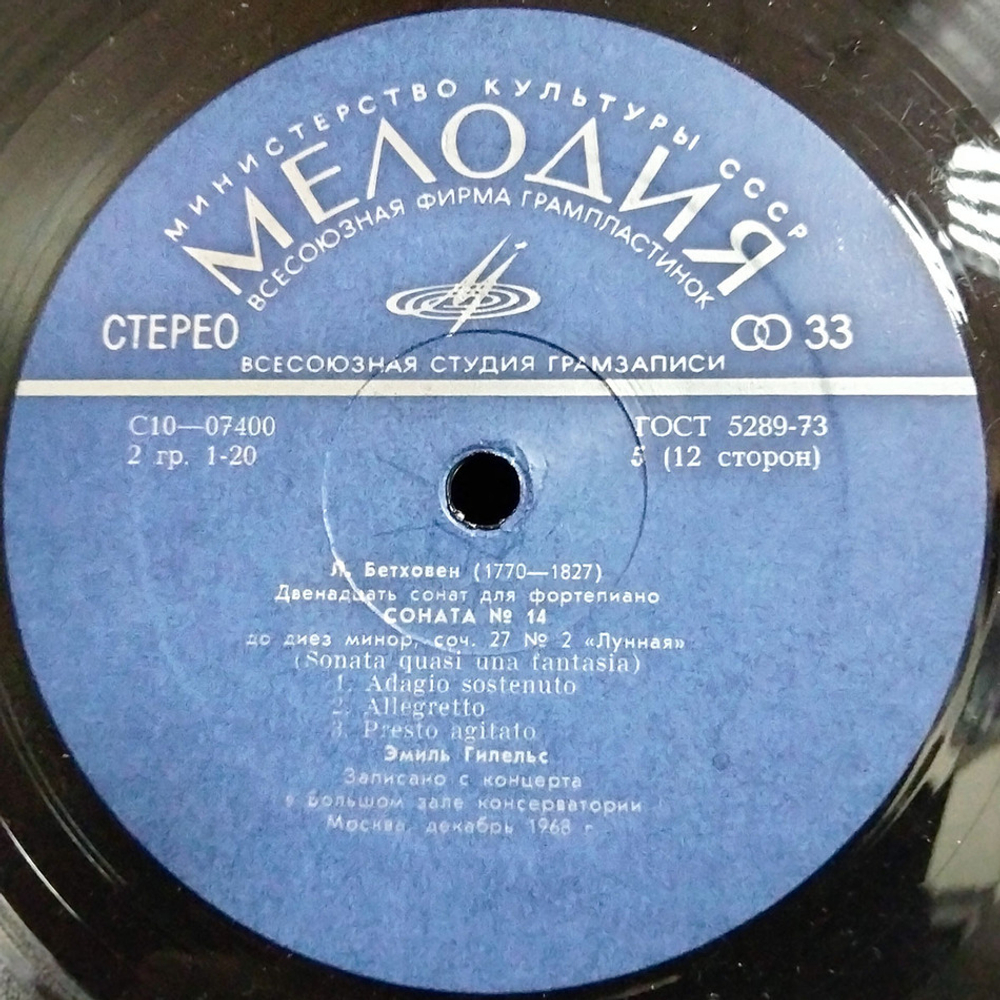 МИНИСТЕРСТВО КУЛЬТУРЫ СССР
МЕЛОДИЯ
ВСЕСОЮЗНАЯ ФИРМА ГРАМПЛАСТИНОК
СТЕРЕО
33
ВСЕСОЮЗНАЯ СТУДИЯ ГРАМЗАПИСИ
С10—07400
ГОСТ 5289-73
2 гр. 1-20
5 (12 сторон)
Л. Бетховен (1770—1827)
Двенадцать сонат для фортепиано
СОНАТА № 14
до диез минор, соч. 27 № 2 «Лунная»
(Sonata quasi una fantasia)
1. Adagio sostenuto
2. Allegretto
3. Presto agitato
Эмиль Гилельс
Записано с концерта
в Большом зале консерватории
Москва, декабрь 1968 г.